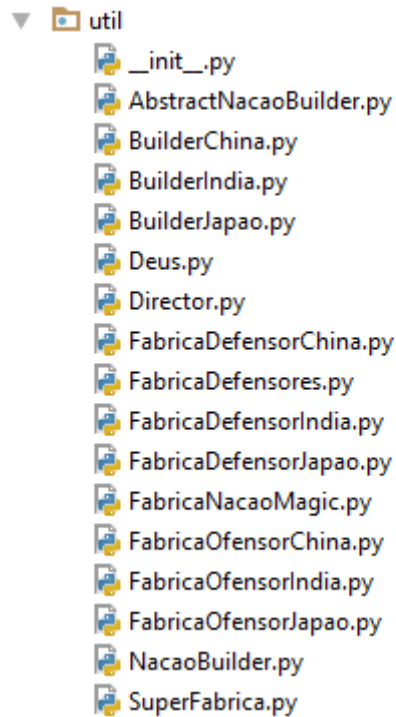 util
__init__.py
AbstractNacaoBuilder.py
BuilderChina.py
BuilderIndia.py
BuilderJapao.py
Deus.py
Director.py
FabricaDefensorChina.py
FabricaDefensores.py
FabricaDefensorIndia.py
FabricaDefensorJapao.py
FabricaNacaoMagic.py
FabricaOfensorChina.py
FabricaOfensorIndia.py
FabricaOfensorJapao.py
NacaoBuilder.py
SuperFabrica.py